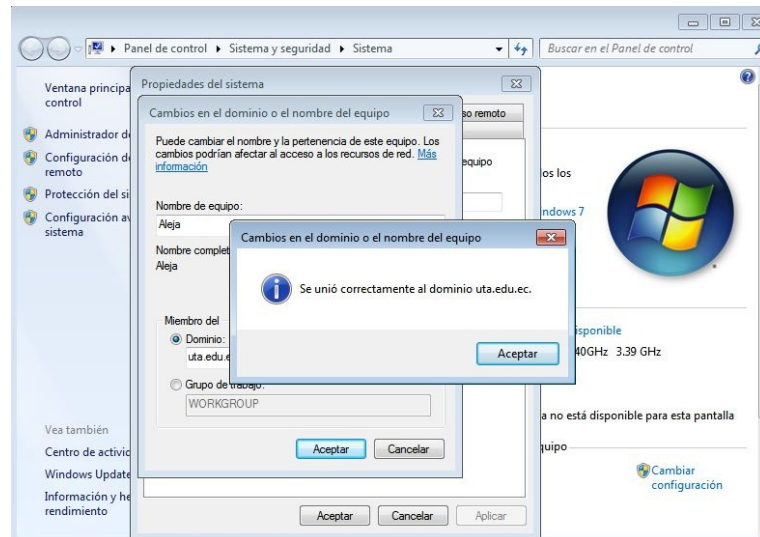 Panel de control ▸ Sistema y seguridad ▸ Sistema
Buscar en el Panel de control
Ventana principa
control
Administrador d
Configuración d
remoto
Protección del si
Configuración av
sistema
Vea también
Centro de activid
Windows Update
Información y he
rendimiento
Propiedades del sistema
so remoto
equipo
Cambios en el dominio o el nombre del equipo
Puede cambiar el nombre y la pertenencia de este equipo. Los
cambios podrían afectar al acceso a los recursos de red. Más
información
Nombre de equipo:
Aleja
Nombre complet
Aleja
Miembro del
Dominio:
uta.edu.e
Grupo de trabajo:
WORKGROUP
Aceptar Cancelar
Aceptar Cancelar Aplicar
Cambios en el dominio o el nombre del equipo
Se unió correctamente al dominio uta.edu.ec.
Aceptar
os los
ndows 7
isponible
40GHz 3.39 GHz
a no está disponible para esta pantalla
quipo
Cambiar
configuración